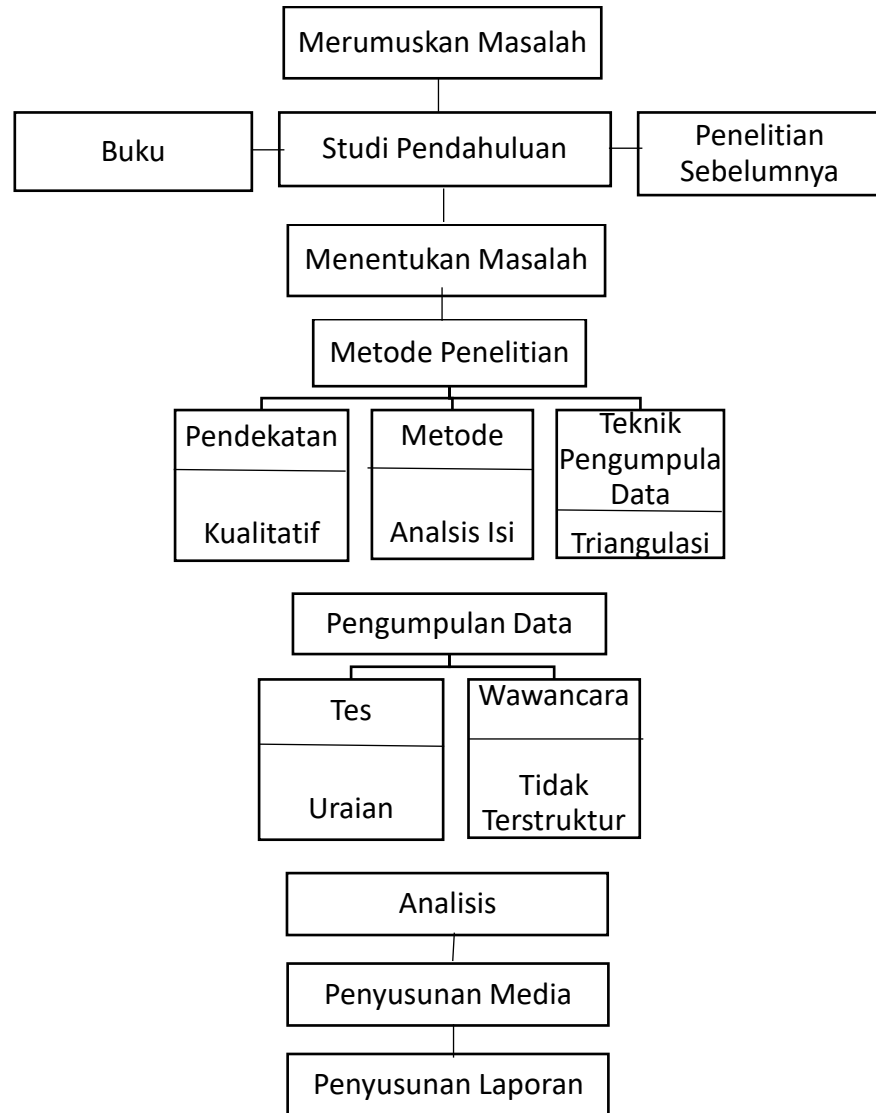 Merumuskan Masalah
Buku
Studi Pendahuluan
Penelitian
Sebelumnya
Menentukan Masalah
Metode Penelitian
Pendekatan
Kualitatif
Metode
Analsis Isi
Teknik
Pengumpula
Data
Triangulasi
Pengumpulan Data
Tes
Uraian
Wawancara
Tidak
Terstruktur
Analisis
Penyusunan Media
Penyusunan Laporan